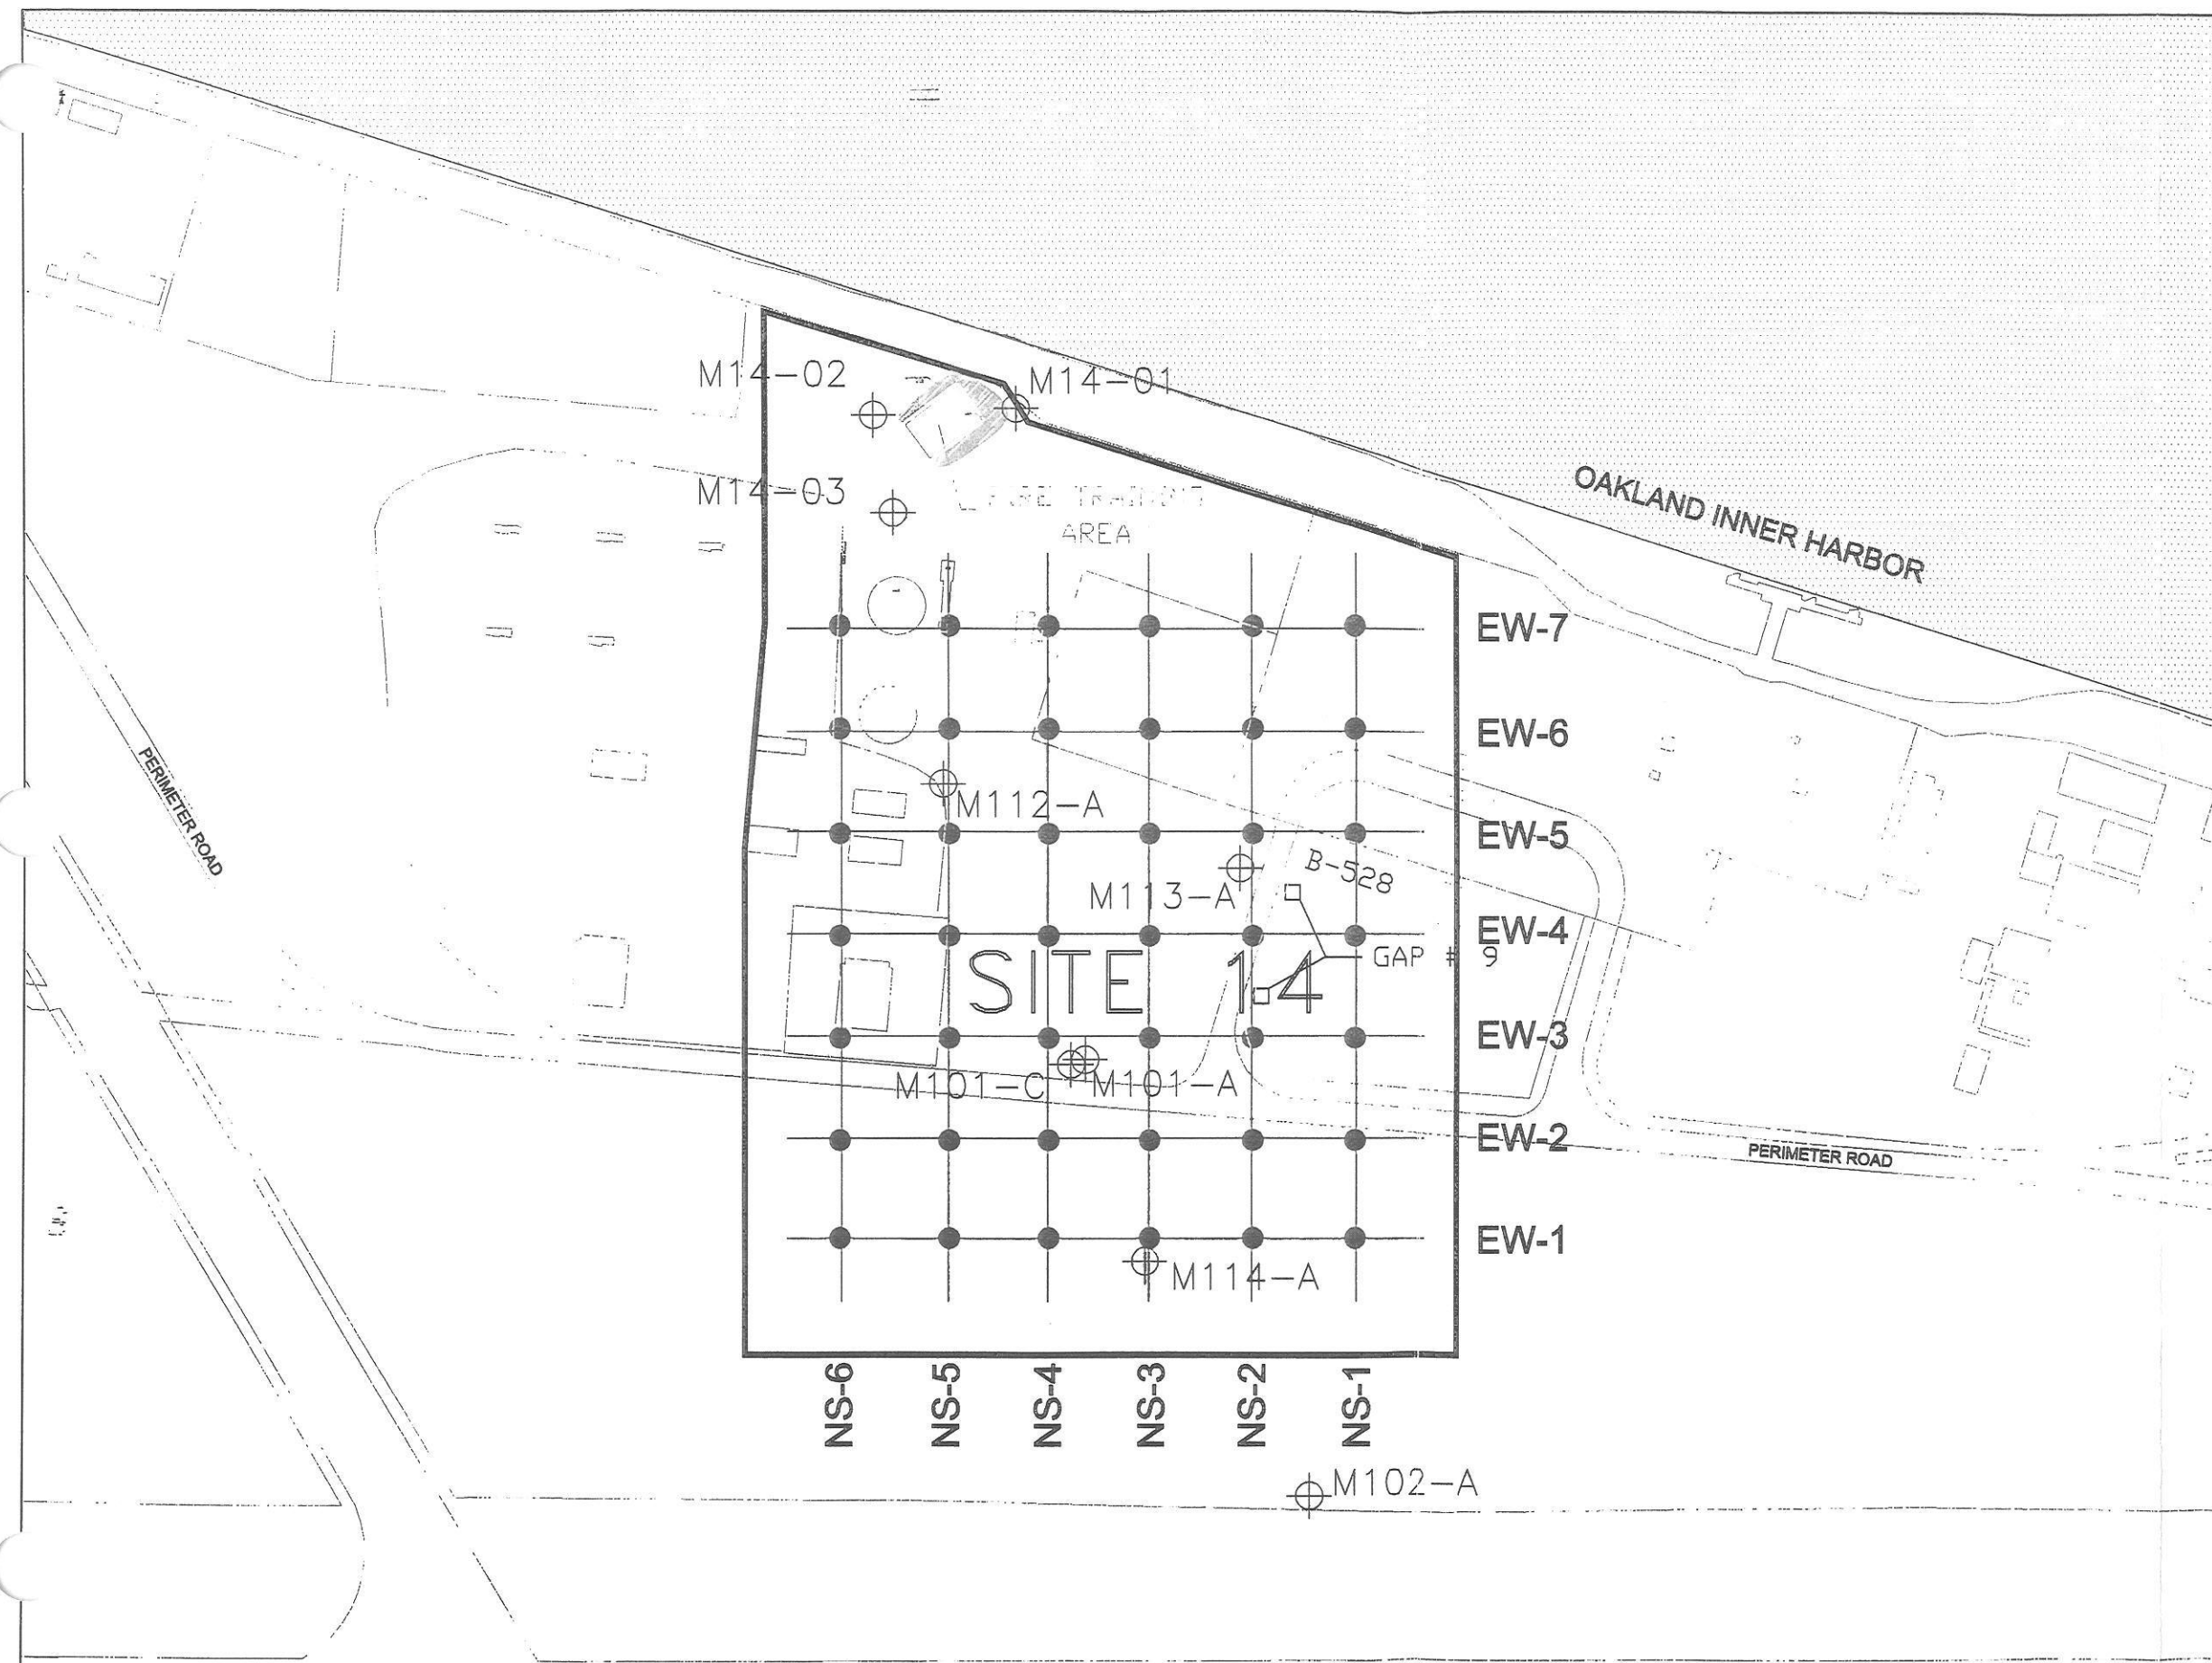 M14-02
M14-01
M14-03
AREA
OAKLAND INNER HARBOR
EW-7
EW-6
PERIMETER ROAD
M112-A
EW-5
B-528
M113-A
EW-4
GAP # 9
SITE 14
EW-3
M101-C
M101-A
EW-2
PERIMETER ROAD
EW-1
M114-A
NS-6
NS-5
NS-4
NS-3
NS-2
NS-1
M102-A